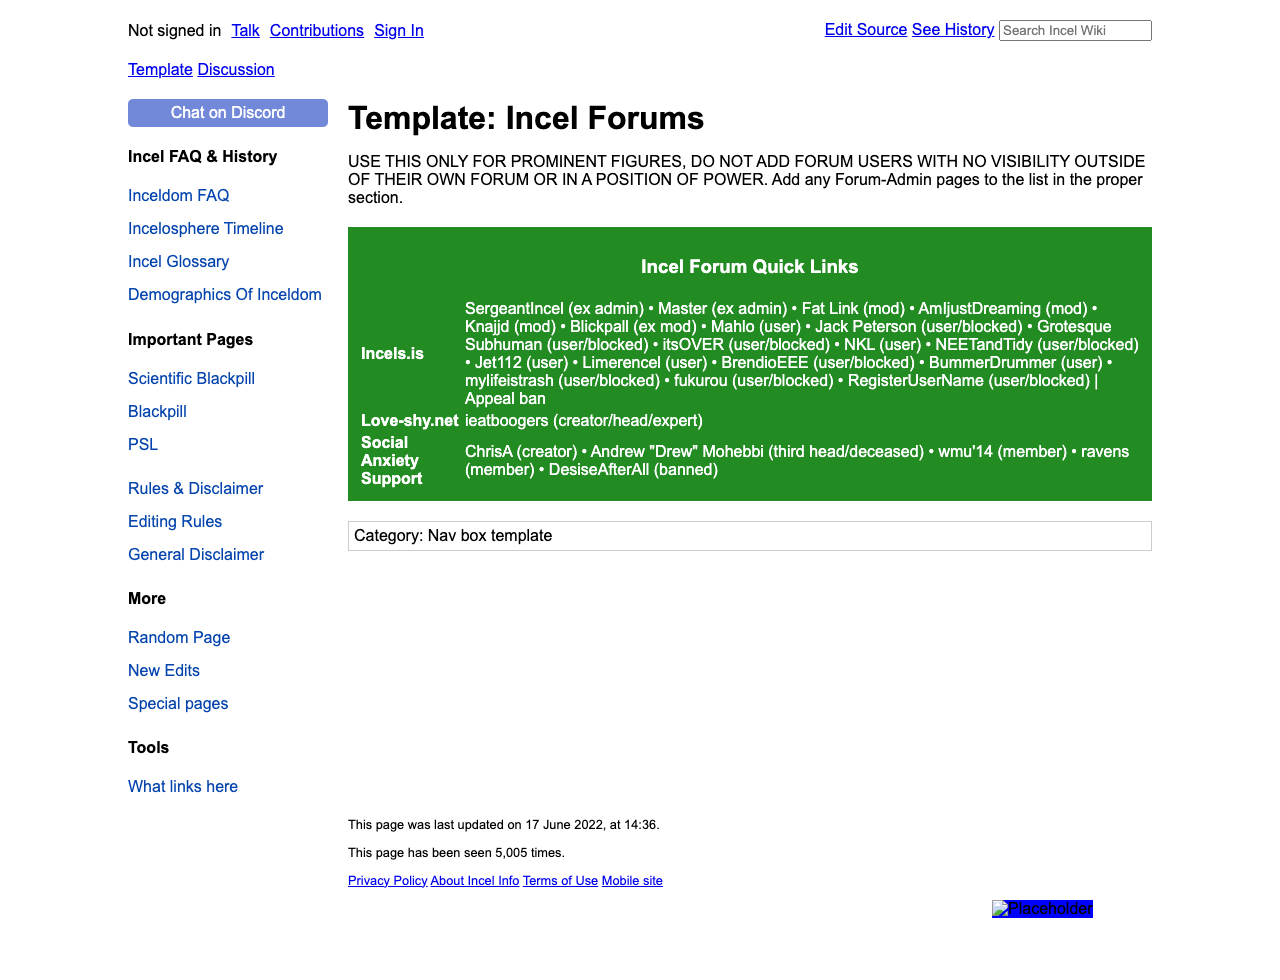 Not signed in Talk Contributions Sign In
Edit Source See History Search Incel Wiki
Template Discussion
Chat on Discord
Incel FAQ & History
Inceldom FAQ
Incelosphere Timeline
Incel Glossary
Demographics Of Inceldom
Important Pages
Scientific Blackpill
Blackpill
PSL
Rules & Disclaimer
Editing Rules
General Disclaimer
More
Random Page
New Edits
Special pages
Tools
What links here
Template: Incel Forums
USE THIS ONLY FOR PROMINENT FIGURES, DO NOT ADD FORUM USERS WITH NO VISIBILITY OUTSIDE
OF THEIR OWN FORUM OR IN A POSITION OF POWER. Add any Forum-Admin pages to the list in the proper
section.
Incel Forum Quick Links
Incels.is
SergeantIncel (ex admin) • Master (ex admin) • Fat Link (mod) • AmIjustDreaming (mod) •
Knajjd (mod) • Blickpall (ex mod) • Mahlo (user) • Jack Peterson (user/blocked) • Grotesque
Subhuman (user/blocked) • itsOVER (user/blocked) • NKL (user) • NEETandTidy (user/blocked)
• Jet112 (user) • Limerencel (user) • BrendioEEE (user/blocked) • BummerDrummer (user) •
mylifeistrash (user/blocked) • fukurou (user/blocked) • RegisterUserName (user/blocked) |
Appeal ban
Love-shy.net ieatboogers (creator/head/expert)
Social
Anxiety
Support
ChrisA (creator) • Andrew "Drew" Mohebbi (third head/deceased) • wmu'14 (member) • ravens
(member) • DesiseAfterAll (banned)
Category: Nav box template
This page was last updated on 17 June 2022, at 14:36.
This page has been seen 5,005 times.
Privacy Policy About Incel Info Terms of Use Mobile site
Placeholder